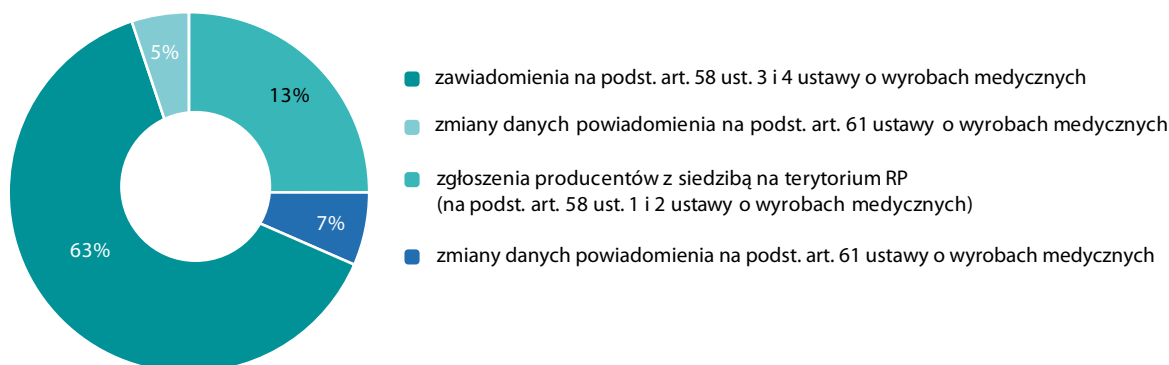 5%
13%
7%
63%
zawiadomienia na podst. art. 58 ust. 3 i 4 ustawy o wyrobach medycznych
zmiany danych powiadomienia na podst. art. 61 ustawy o wyrobach medycznych
zgłoszenia producentów z siedzibą na terytorium RP
(na podst. art. 58 ust. 1 i 2 ustawy o wyrobach medycznych)
zmiany danych powiadomienia na podst. art. 61 ustawy o wyrobach medycznych